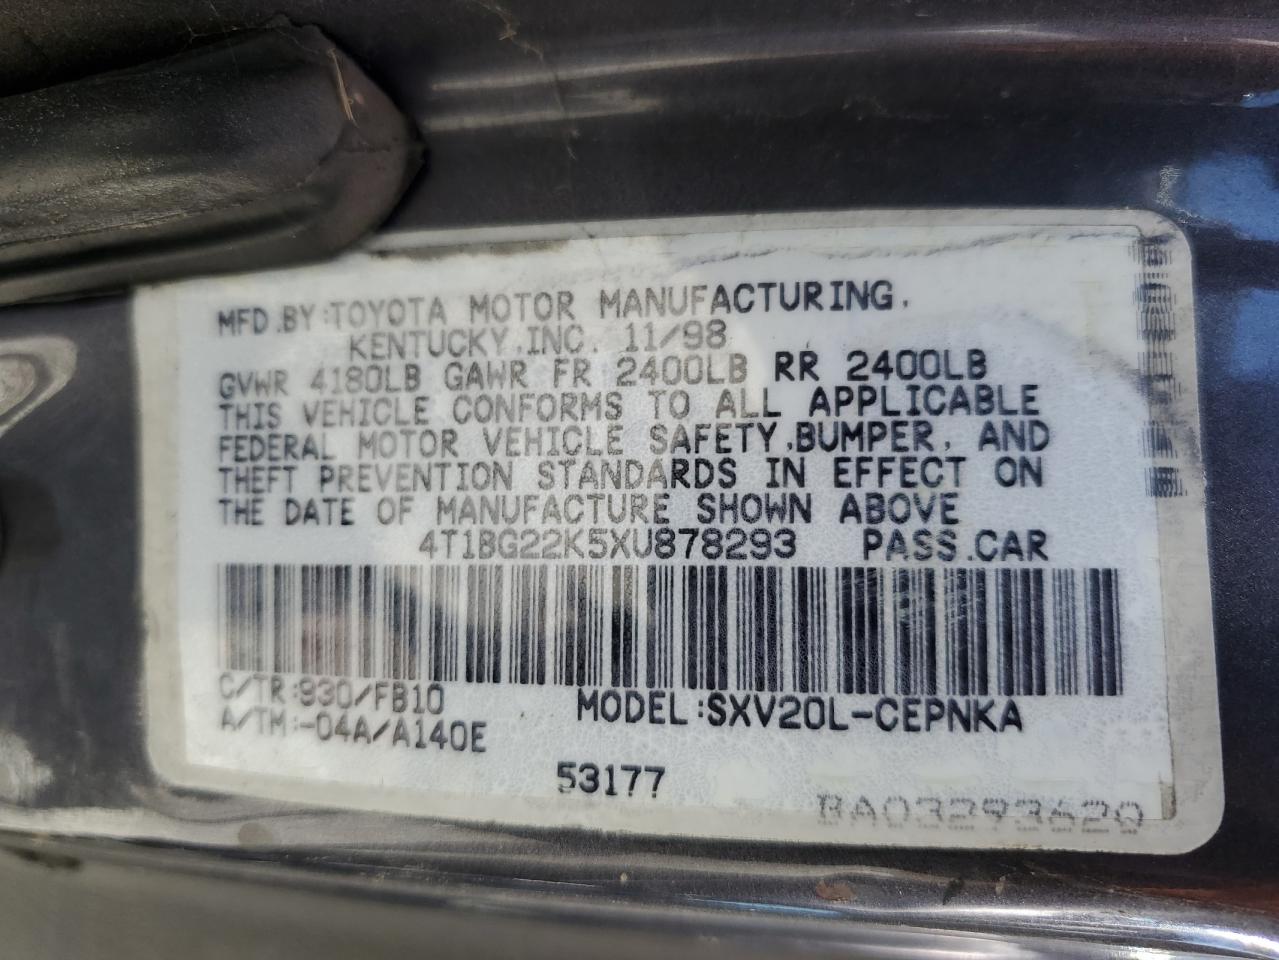 MFD.BY:TOYOTA MOTOR MANUFACTURING,
KENTUCKY,INC. 11/98
GVWR 4180LB GAWR FR 2400LB RR 2400LB
THIS VEHICLE CONFORMS TO ALL APPLICABLE
FEDERAL MOTOR VEHICLE SAFETY,BUMPER, AND
THEFT PREVENTION STANDARDS IN EFFECT ON
THE DATE OF MANUFACTURE SHOWN ABOVE
4T1BG22K5XU878293 PASS.CAR
C/TR:930/FB10 MODEL:SXV20L-CEPNKA
A/TM:-04A/A140E
53177
BA03293620